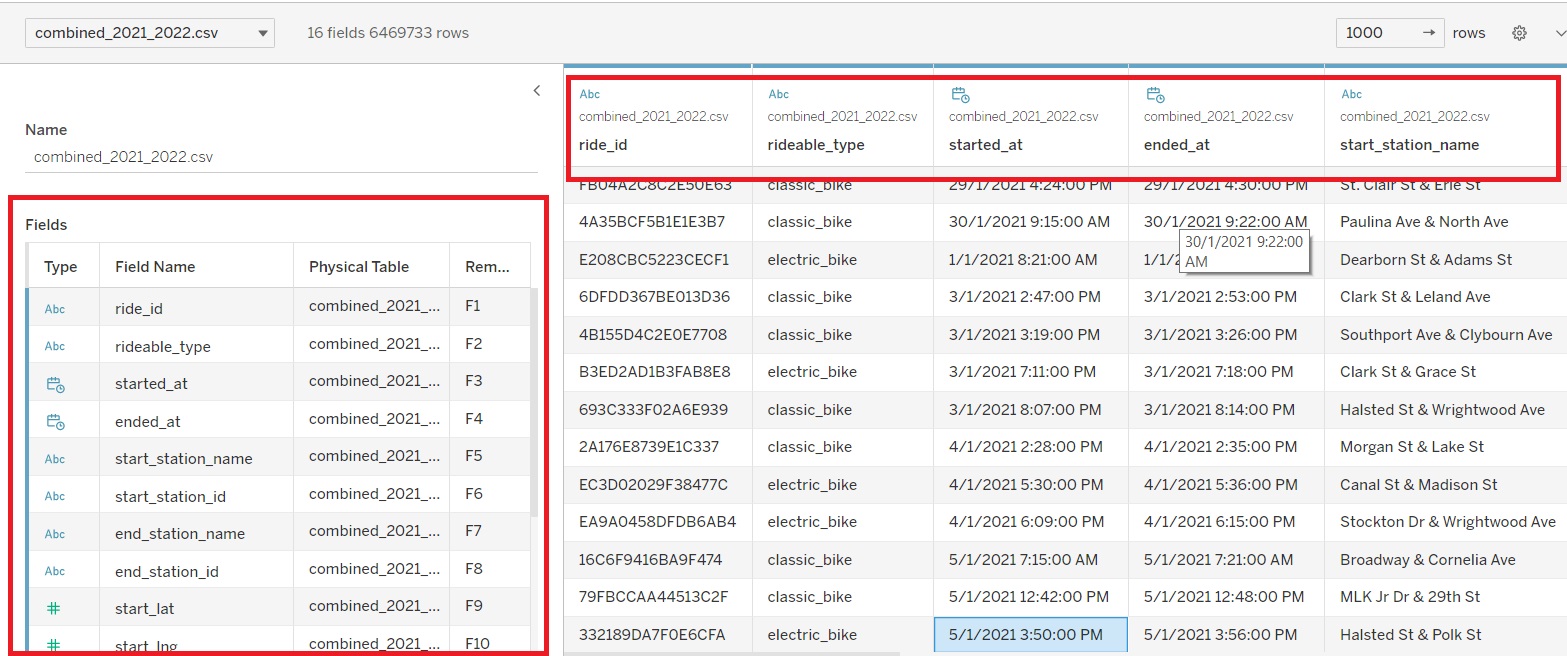 combined_2021_2022.csv 16 fields 6469733 rows 1000 → rows
Name
combined_2021_2022.csv
Fields
Type Field Name Physical Table Rem...
Abc ride_id combined_2021_... F1
Abc rideable_type combined_2021_... F2
started_at combined_2021_... F3
ended_at combined_2021_... F4
Abc start_station_name combined_2021_... F5
Abc start_station_id combined_2021_... F6
Abc end_station_name combined_2021_... F7
Abc end_station_id combined_2021_... F8
# start_lat combined_2021_... F9
# start_lng combined_2021_... F10
Abc Abc Abc
combined_2021_2022.csv combined_2021_2022.csv combined_2021_2022.csv combined_2021_2022.csv combined_2021_2022.csv
ride_id rideable_type started_at ended_at start_station_name
FB04A2C8C2E50E63 classic_bike 29/1/2021 4:24:00 PM 29/1/2021 4:30:00 PM St. Clair St & Erie St
4A35BCF5B1E1E3B7 classic_bike 30/1/2021 9:15:00 AM 30/1/2021 9:22:00 AM Paulina Ave & North Ave
E208CBC5223CECF1 electric_bike 1/1/2021 8:21:00 AM 1/1/2 Dearborn St & Adams St
30/1/2021 9:22:00
AM
6DFDD367BE013D36 classic_bike 3/1/2021 2:47:00 PM 3/1/2021 2:53:00 PM Clark St & Leland Ave
4B155D4C2E0E7708 classic_bike 3/1/2021 3:19:00 PM 3/1/2021 3:26:00 PM Southport Ave & Clybourn Ave
B3ED2AD1B3FAB8E8 electric_bike 3/1/2021 7:11:00 PM 3/1/2021 7:18:00 PM Clark St & Grace St
693C333F02A6E939 classic_bike 3/1/2021 8:07:00 PM 3/1/2021 8:14:00 PM Halsted St & Wrightwood Ave
2A176E8739E1C337 classic_bike 4/1/2021 2:28:00 PM 4/1/2021 2:35:00 PM Morgan St & Lake St
EC3D02029F38477C electric_bike 4/1/2021 5:30:00 PM 4/1/2021 5:36:00 PM Canal St & Madison St
EA9A0458DFDB6AB4 electric_bike 4/1/2021 6:09:00 PM 4/1/2021 6:15:00 PM Stockton Dr & Wrightwood Ave
16C6F9416BA9F474 classic_bike 5/1/2021 7:15:00 AM 5/1/2021 7:21:00 AM Broadway & Cornelia Ave
79FBCCAA44513C2F classic_bike 5/1/2021 12:42:00 PM 5/1/2021 12:48:00 PM MLK Jr Dr & 29th St
332189DA7F0E6CFA electric_bike 5/1/2021 3:50:00 PM 5/1/2021 3:56:00 PM Halsted St & Polk St